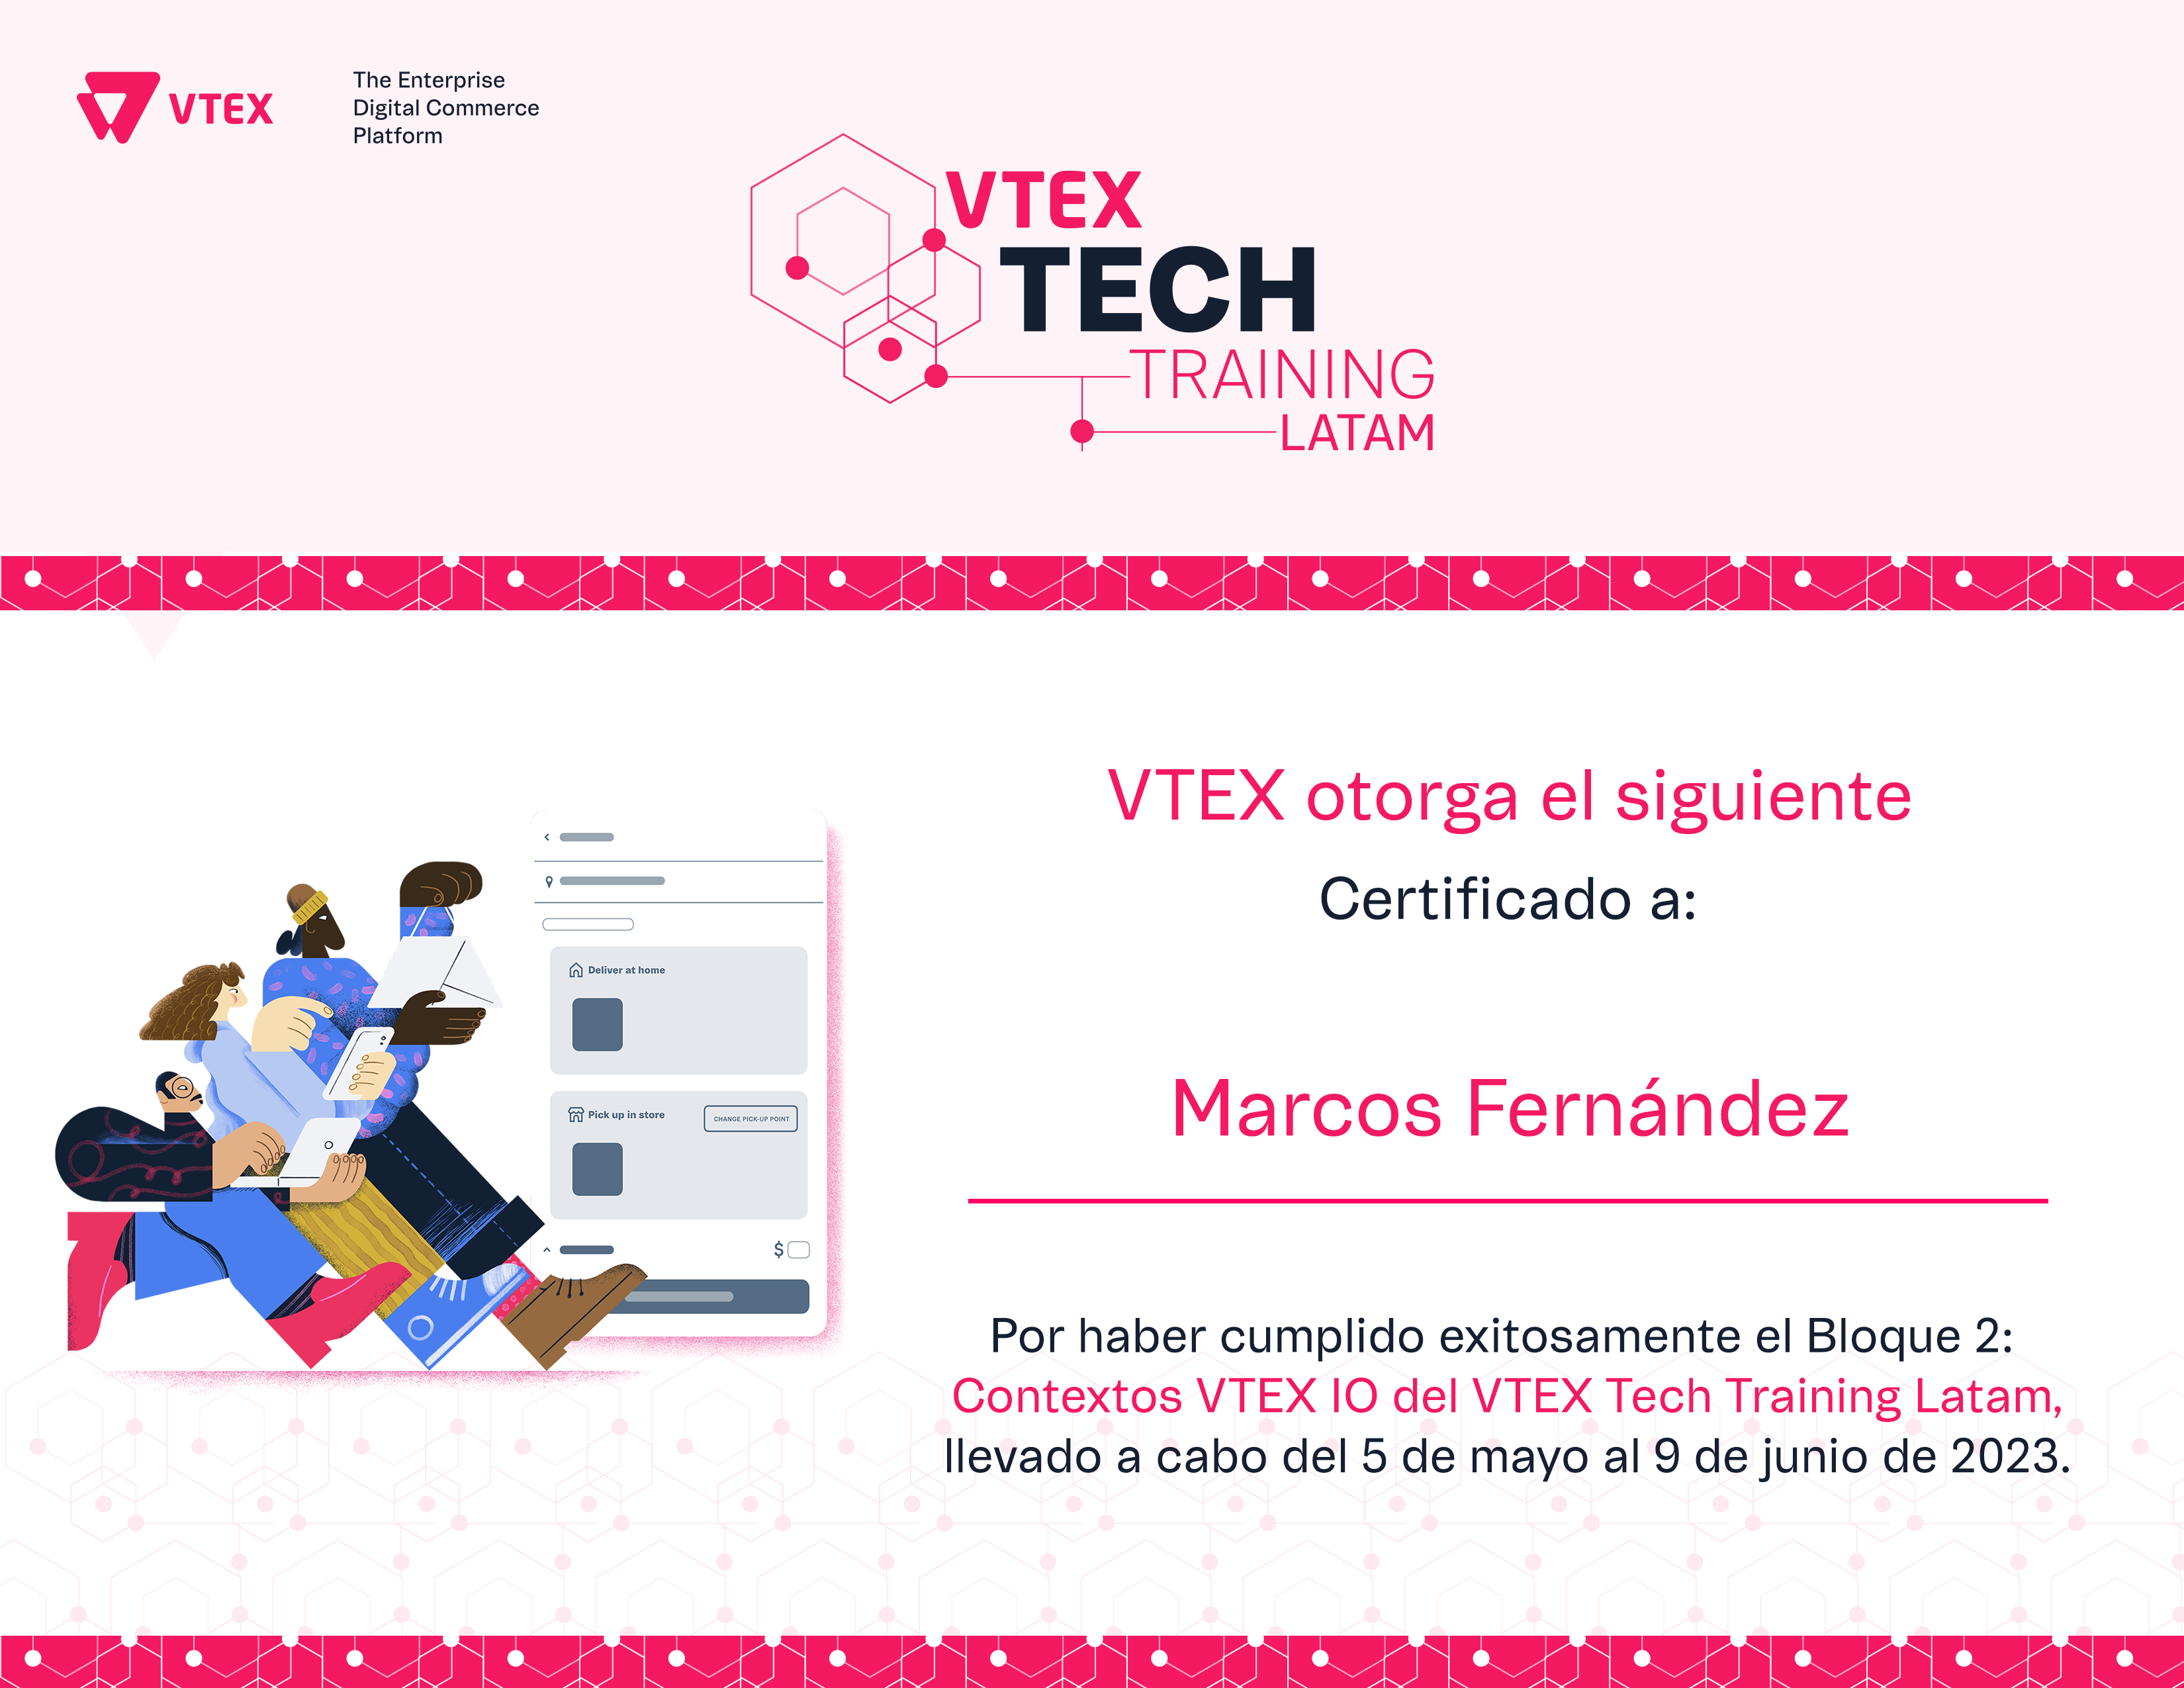 VTEX
The Enterprise
Digital Commerce
Platform
VTEX
TECH
TRAINING
LATAM
VTEX otorga el siguiente
Certificado a:
Marcos Fernández
Deliver at home
Pick up in store
CHANGE PICK-UP POINT
$
Por haber cumplido exitosamente el Bloque 2:
Contextos VTEX IO del VTEX Tech Training Latam,
llevado a cabo del 5 de mayo al 9 de junio de 2023.